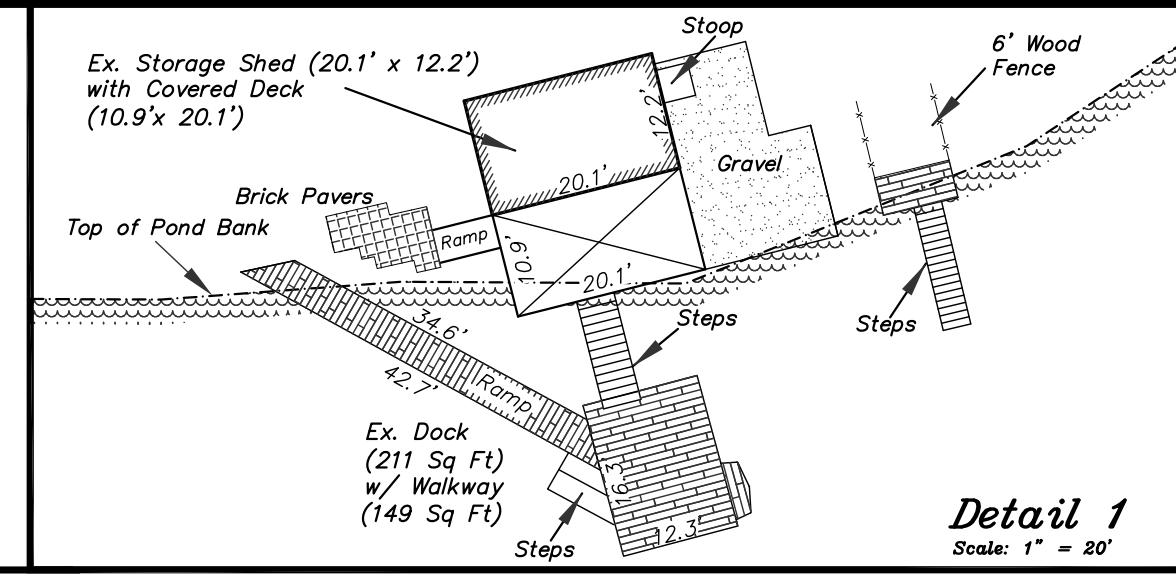 Stoop
Ex. Storage Shed (20.1' x 12.2')
with Covered Deck
(10.9'x 20.1')
6' Wood
Fence
12.2'
Gravel
20.1'
Brick Pavers
Top of Pond Bank
Ramp
10.9'
20.1'
34.6'
42.7'
Ramp
Steps
Steps
Ex. Dock
(211 Sq Ft)
w/ Walkway
(149 Sq Ft)
16.3'
12.3'
Steps
Detail 1
Scale: 1" = 20'